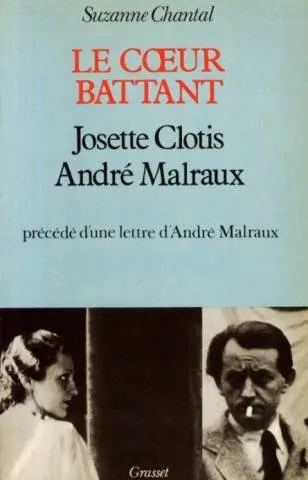 Suzanne Chantal
LE CŒUR
BATTANT
Josette Clotis
André Malraux
précédé d'une lettre d'André Malraux
Grasset